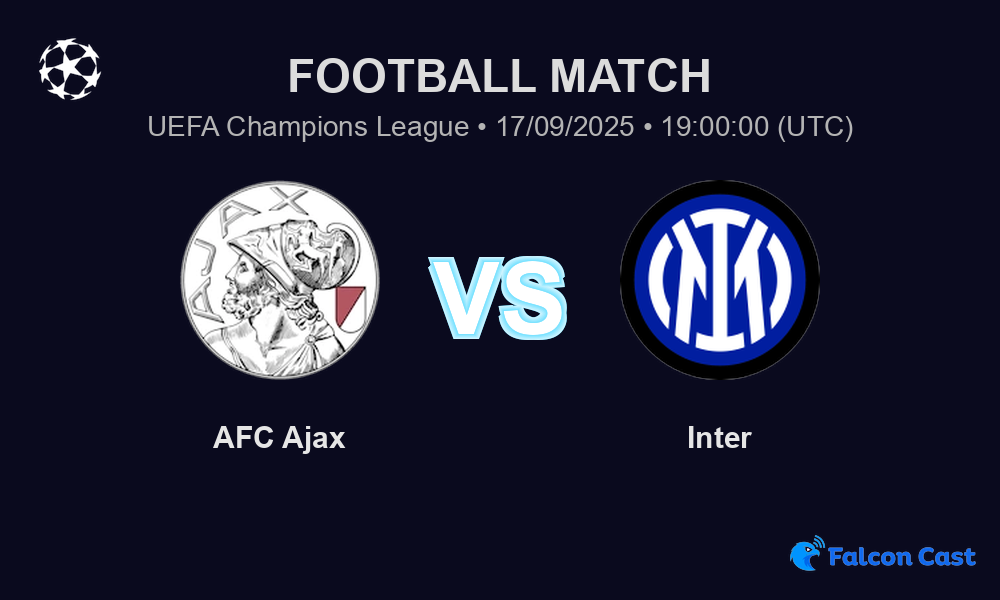 FOOTBALL MATCH
UEFA Champions League • 17/09/2025 • 19:00:00 (UTC)
AJAX
IM
VS
AFC Ajax
Inter
Falcon Cast